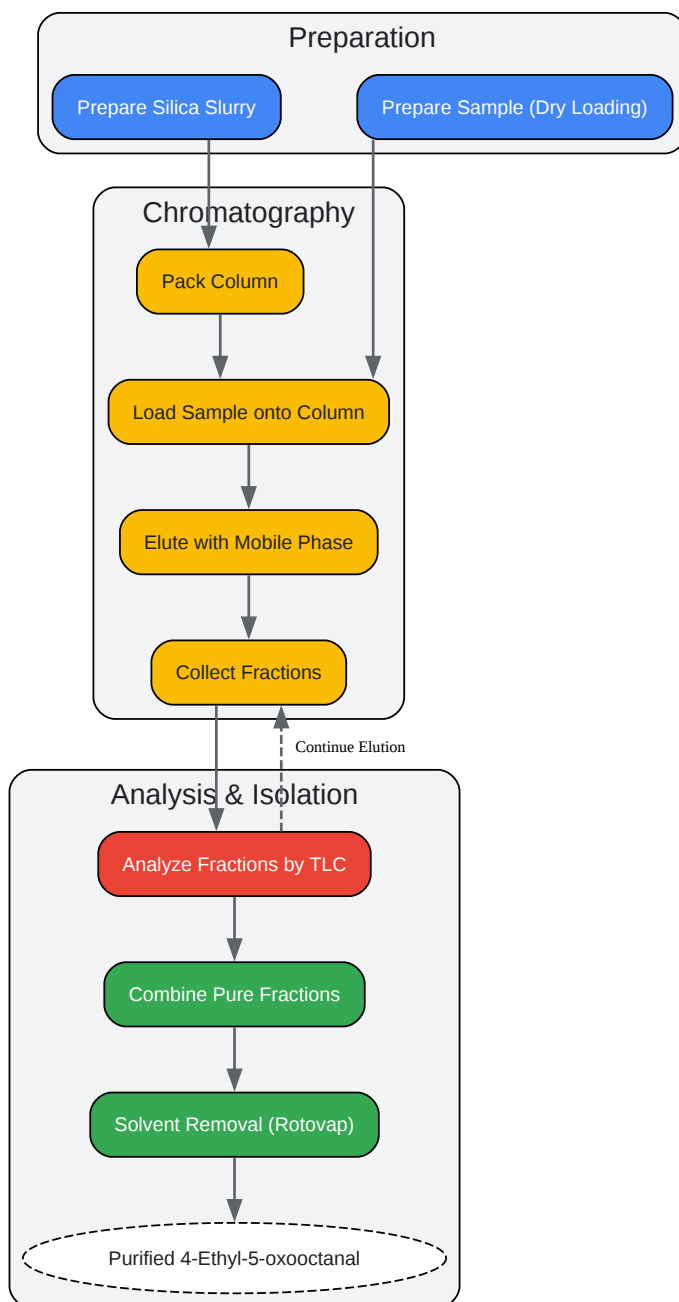 Preparation
Prepare Silica Slurry
Prepare Sample (Dry Loading)
Chromatography
Pack Column
Load Sample onto Column
Elute with Mobile Phase
Collect Fractions
Continue Elution
Analysis & Isolation
Analyze Fractions by TLC
Combine Pure Fractions
Solvent Removal (Rotovap)
Purified 4-Ethyl-5-oxooctanal